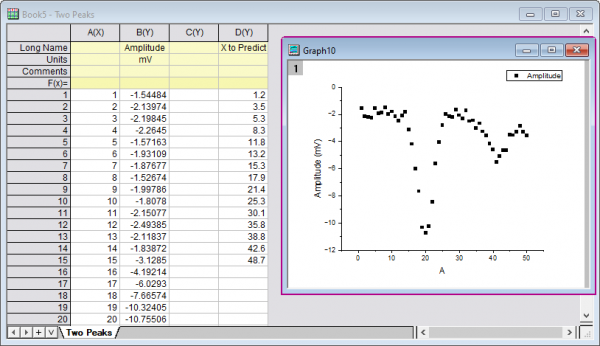 Book5 - Two Peaks
A(X) B(Y) C(Y) D(Y)
Long Name Amplitude X to Predict
Units mV
Comments
F(x)=
1 1 -1.54484 1.2
2 2 -2.13974 3.5
3 3 -2.19845 5.3
4 4 -2.2645 8.3
5 5 -1.57163 11.8
6 6 -1.93109 13.2
7 7 -1.87677 15.3
8 8 -1.52674 17.9
9 9 -1.99786 21.4
10 10 -1.8078 25.3
11 11 -2.15077 30.1
12 12 -2.49385 35.8
13 13 -2.11837 38.8
14 14 -1.83872 42.6
15 15 -3.1285 48.7
16 16 -4.19214
17 17 -6.0293
18 18 -7.66574
19 19 -10.32405
20 20 -10.75506
Two Peaks
Graph10
1
Amplitude
0
-2
-4
-6
-8
-10
-12
Amplitude (mV)
0 10 20 30 40 50
A